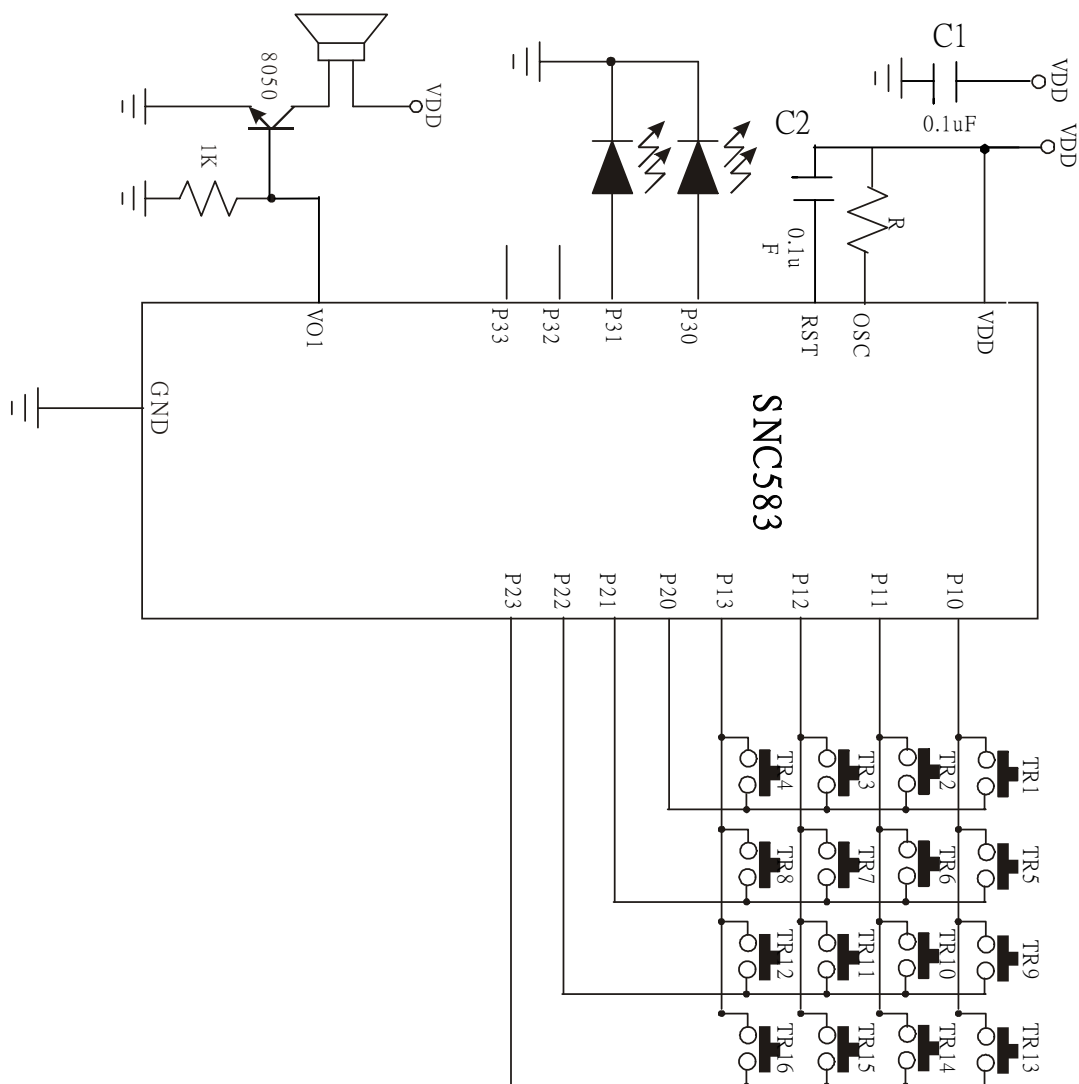 C1
VDD
0.1uF
VDD
C2
VDD
8050
1K
R
0.1u
F
VO1
P33
P32
P31
P30
RST
OSC
VDD
GND
SNC583
P23
P22
P21
P20
P13
P12
P11
P10
TR4
TR3
TR2
TR1
TR8
TR7
TR6
TR5
TR12
TR11
TR10
TR9
TR16
TR15
TR14
TR13